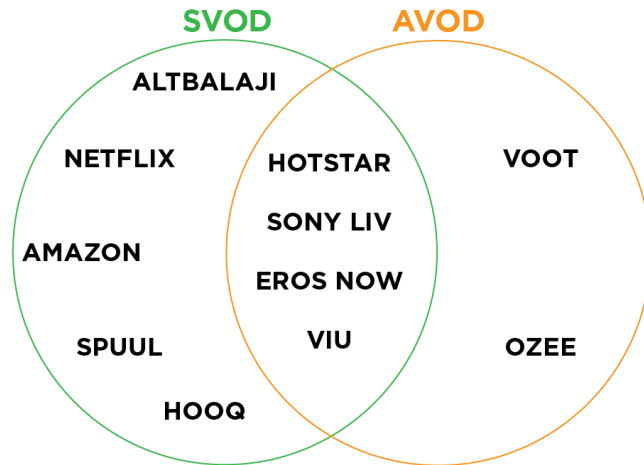 SVOD
AVOD
ALTBALAJI
NETFLIX
HOTSTAR
VOOT
SONY LIV
AMAZON
EROS NOW
SPUUL
VIU
OZEE
HOOQ